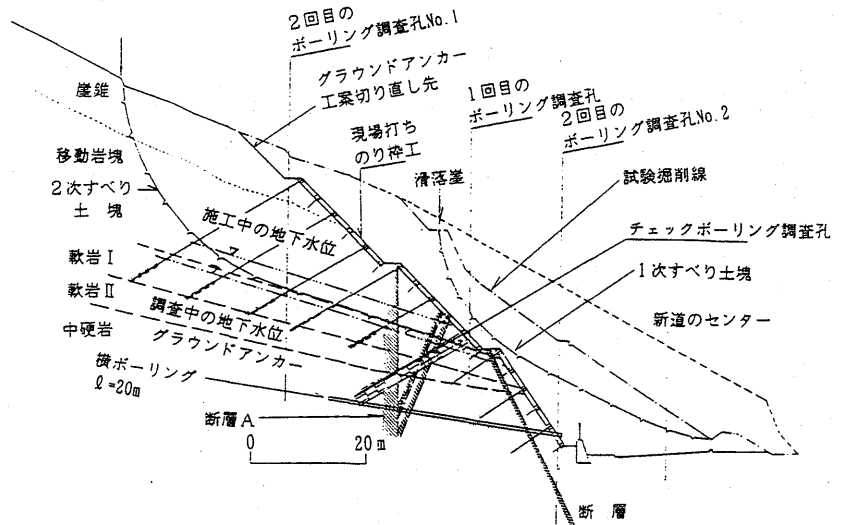 2回目の
ボーリング調査孔No.1
グラウンドアンカー
工案切り直し先
崖錐
1回目の
ボーリング調査孔
2回目の
ボーリング調査孔No.2
現場打ち
のり枠工
移動岩塊
滑落崖
試験掘削線
2次すべり
土塊
施工中の地下水位
チェックボーリング調査孔
軟岩Ⅰ
1次すべり土塊
軟岩Ⅱ
調査中の地下水位
新道のセンター
中硬岩
グラウンドアンカー
横ボーリング
ℓ=20m
断層A
0
20m
断層